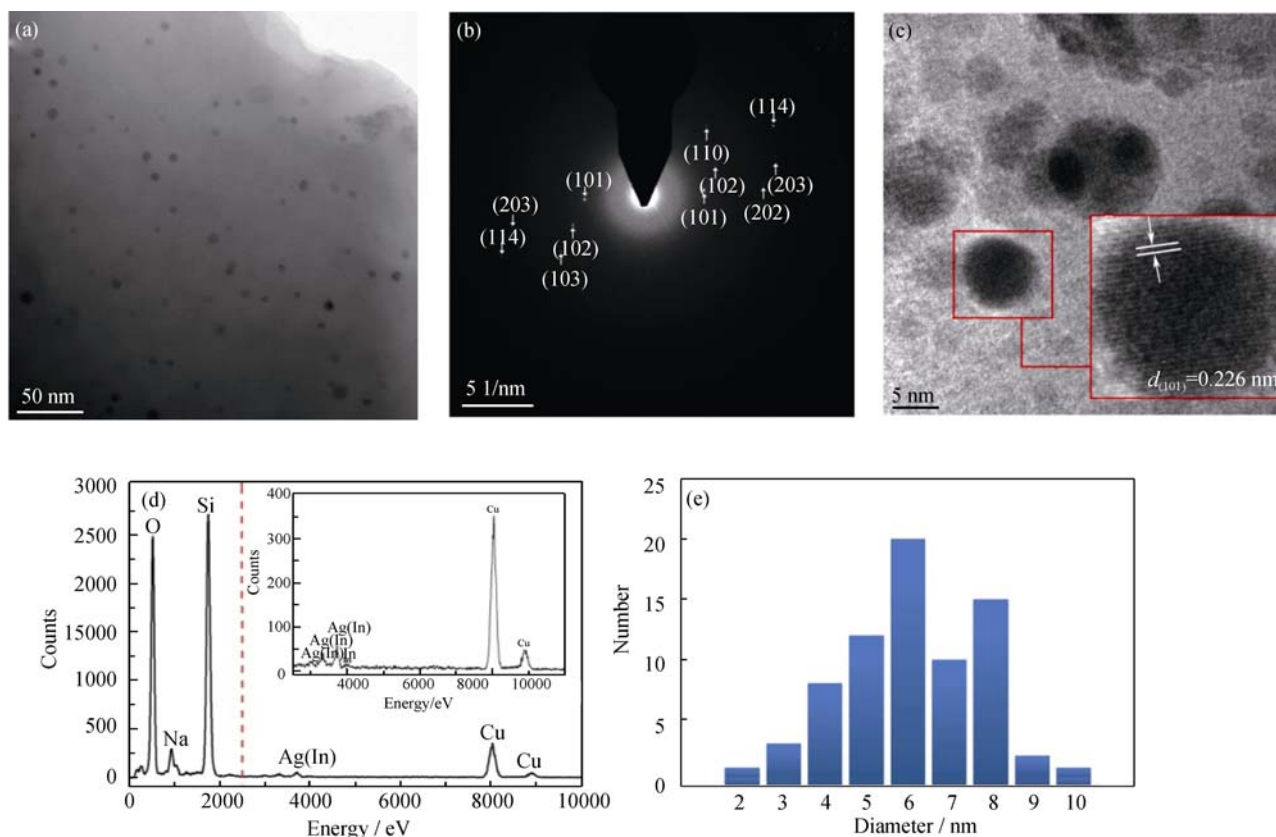 (a)
50 nm
(b)
(114)
(110)
(101)
(102)
(203)
(203)
(101)
(202)
(114)
(102)
(103)
5 1/nm
(c)
d(101)=0.226 nm
5 nm
(d)
3000
2500
2000
1500
1000
500
0
Counts
O
Si
Na
Ag(In)
Cu
Cu
0
2000
4000
6000
8000
10000
Energy / eV
400
300
200
100
0
Counts
Cu
Ag(In)
Ag(In)
Ag(In)
In
Cu
4000
6000
8000
10000
Energy/eV
(e)
25
20
15
10
5
0
Number
2
3
4
5
6
7
8
9
10
Diameter / nm